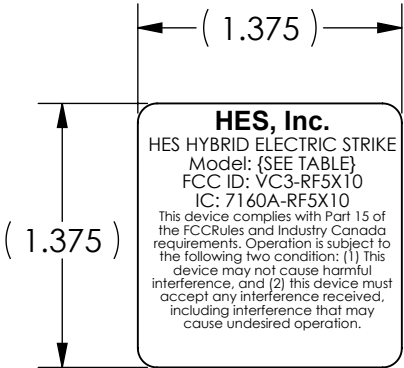 ( 1.375 )
HES, Inc.
HES HYBRID ELECTRIC STRIKE
Model: {SEE TABLE}
FCC ID: VC3-RF5X10
IC: 7160A-RF5X10
This device complies with Part 15 of
the FCCRules and Industry Canada
requirements. Operation is subject to
the following two condition: (1) This
device may not cause harmful
interference, and (2) this device must
accept any interference received,
including interference that may
cause undesired operation.
( 1.375 )